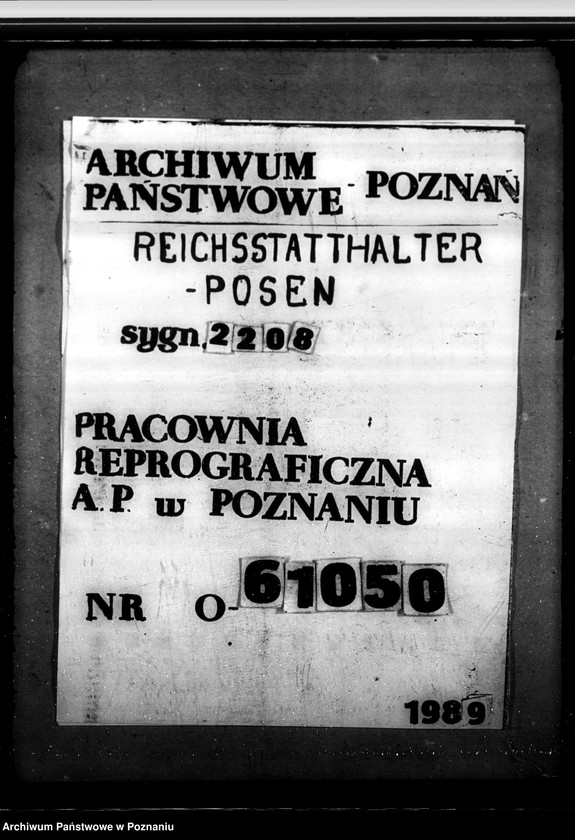 ARCHIWUM
PAŃSTWOWE - POZNAŃ
REICHSSTATTHALTER
-POSEN
sygn. 2208
PRACOWNIA
REPROGRAFICZNA
A.P. w POZNANIU
NR O-61050
1989
Archiwum Państwowe w Poznaniu